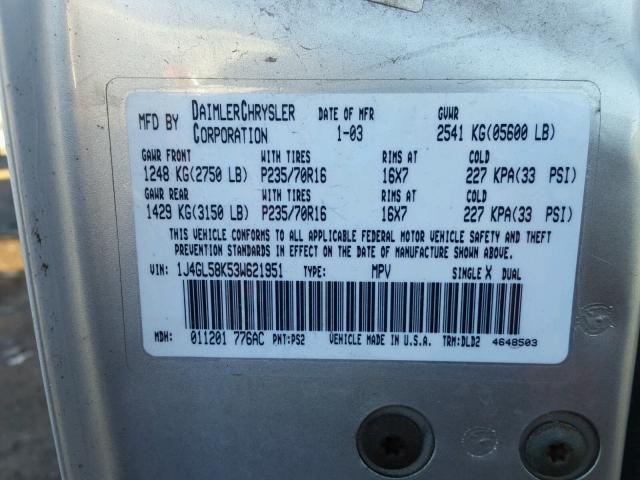 MFD BY DAIMLERCHRYSLER CORPORATION DATE OF MFR 1-03 GVWR 2541 KG(05600 LB)
GAWR FRONT WITH TIRES RIMS AT COLD
1248 KG(2750 LB) P235/70R16 16X7 227 KPA(33 PSI)
GAWR REAR WITH TIRES RIMS AT COLD
1429 KG(3150 LB) P235/70R16 16X7 227 KPA(33 PSI)
THIS VEHICLE CONFORMS TO ALL APPLICABLE FEDERAL MOTOR VEHICLE SAFETY AND THEFT
PREVENTION STANDARDS IN EFFECT ON THE DATE OF MANUFACTURE SHOWN ABOVE.
VIN: 1J4GL58K53W621951 TYPE: MPV SINGLE X DUAL
MDH: 011201 776AC PNT:PS2 VEHICLE MADE IN U.S.A. TRM:DLD2 4648503